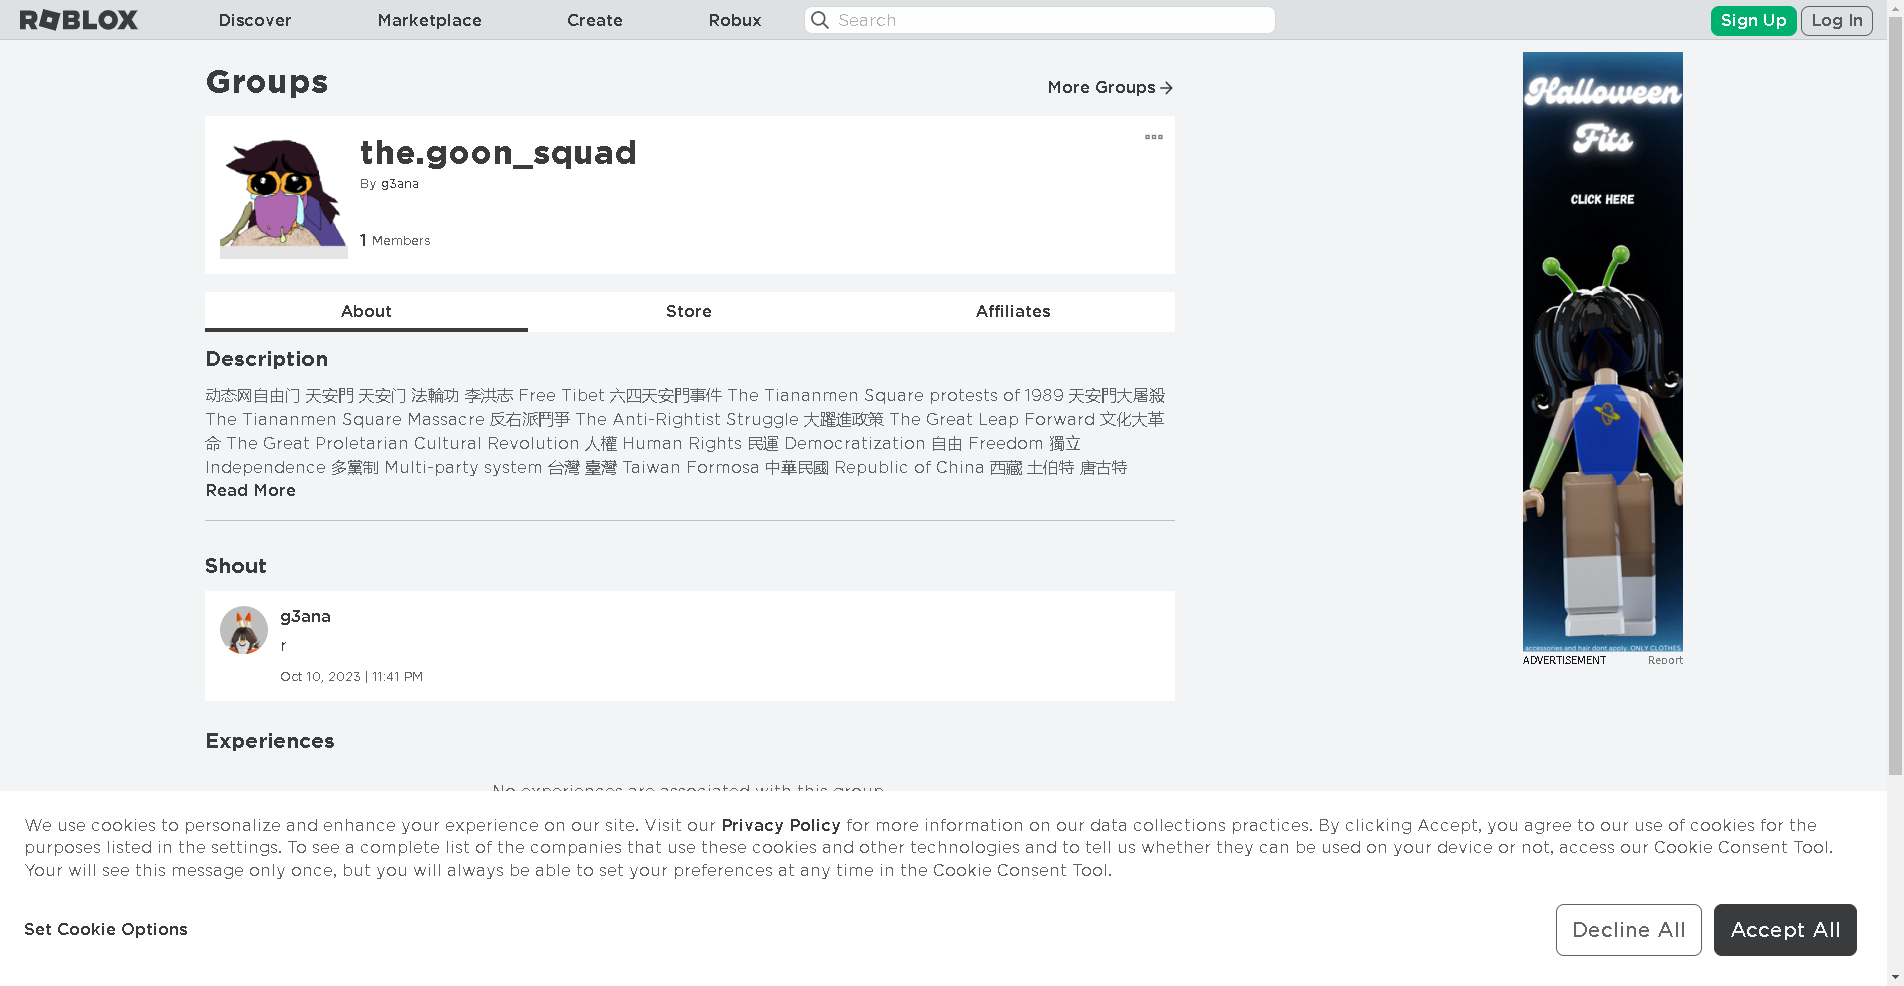 ROBLOX Discover Marketplace Create Robux Search Sign Up Log In
Groups
More Groups
the.goon_squad
By g3ana
1 Members
About Store Affiliates
Description
动态网自由门 天安門 天安门 法輪功 李洪志 Free Tibet 六四天安門事件 The Tiananmen Square protests of 1989 天安門大屠殺
The Tiananmen Square Massacre 反右派鬥爭 The Anti-Rightist Struggle 大躍進政策 The Great Leap Forward 文化大革
命 The Great Proletarian Cultural Revolution 人權 Human Rights 民運 Democratization 自由 Freedom 獨立
Independence 多黨制 Multi-party system 台灣 臺灣 Taiwan Formosa 中華民國 Republic of China 西藏 土伯特 唐古特
Read More
Shout
g3ana
r
Oct 10, 2023 | 11:41 PM
Experiences
No experiences are associated with this group
Halloween
Fits
CLICK HERE
accessories and hair dont apply. ONLY CLOTHES
ADVERTISEMENT Report
We use cookies to personalize and enhance your experience on our site. Visit our Privacy Policy for more information on our data collections practices. By clicking Accept, you agree to our use of cookies for the
purposes listed in the settings. To see a complete list of the companies that use these cookies and other technologies and to tell us whether they can be used on your device or not, access our Cookie Consent Tool.
Your will see this message only once, but you will always be able to set your preferences at any time in the Cookie Consent Tool.
Set Cookie Options
Decline All Accept All